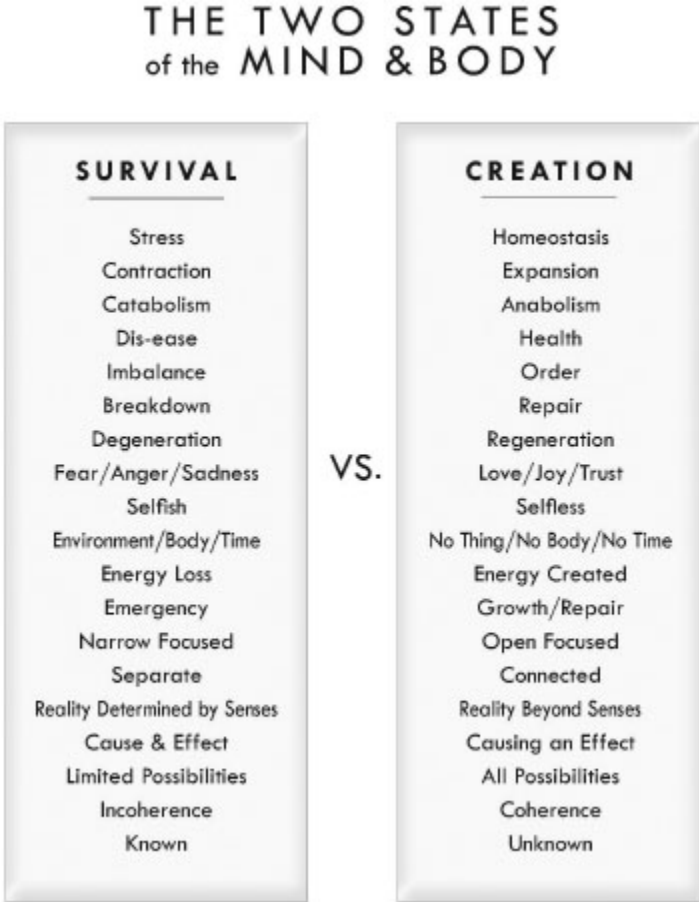 THE TWO STATES
of the MIND & BODY
SURVIVAL
Stress
Contraction
Catabolism
Dis-ease
Imbalance
Breakdown
Degeneration
Fear/Anger/Sadness
Selfish
Environment/Body/Time
Energy Loss
Emergency
Narrow Focused
Separate
Reality Determined by Senses
Cause & Effect
Limited Possibilities
Incoherence
Known
VS.
CREATION
Homeostasis
Expansion
Anabolism
Health
Order
Repair
Regeneration
Love/Joy/Trust
Selfless
No Thing/No Body/No Time
Energy Created
Growth/Repair
Open Focused
Connected
Reality Beyond Senses
Causing an Effect
All Possibilities
Coherence
Unknown